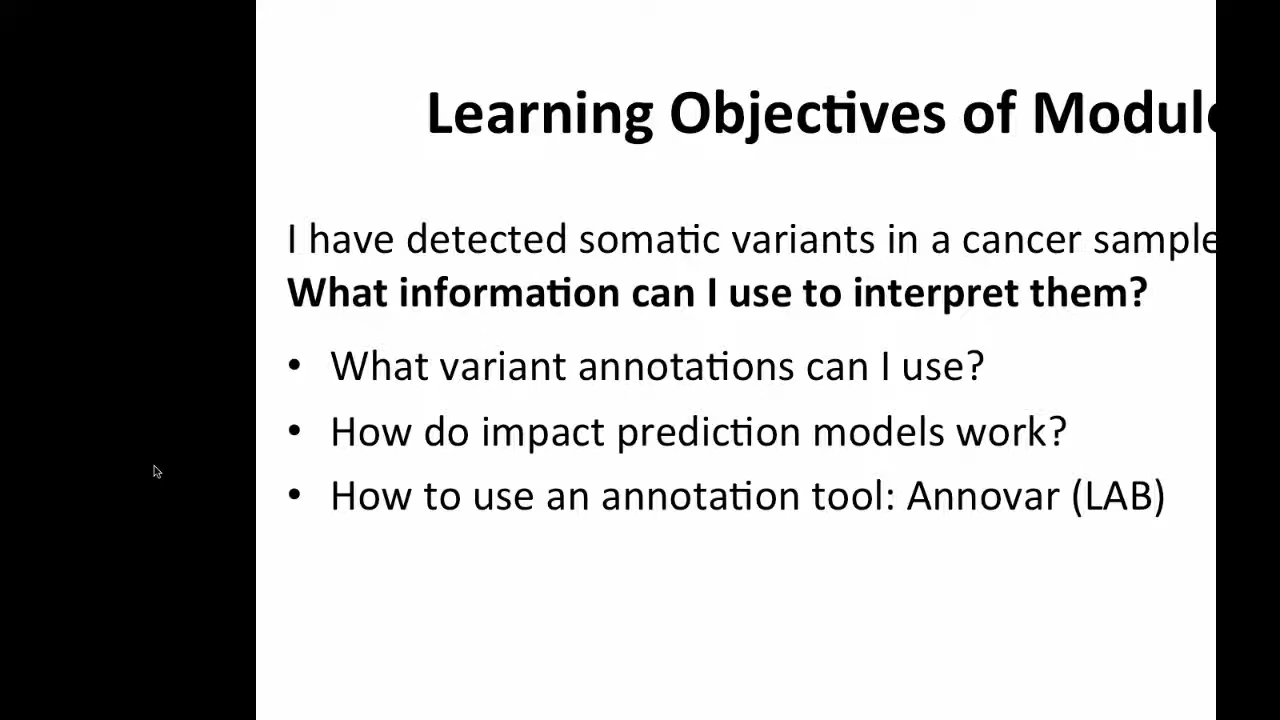 Learning Objectives of Module
I have detected somatic variants in a cancer sample
What information can I use to interpret them?
• What variant annotations can I use?
• How do impact prediction models work?
• How to use an annotation tool: Annovar (LAB)